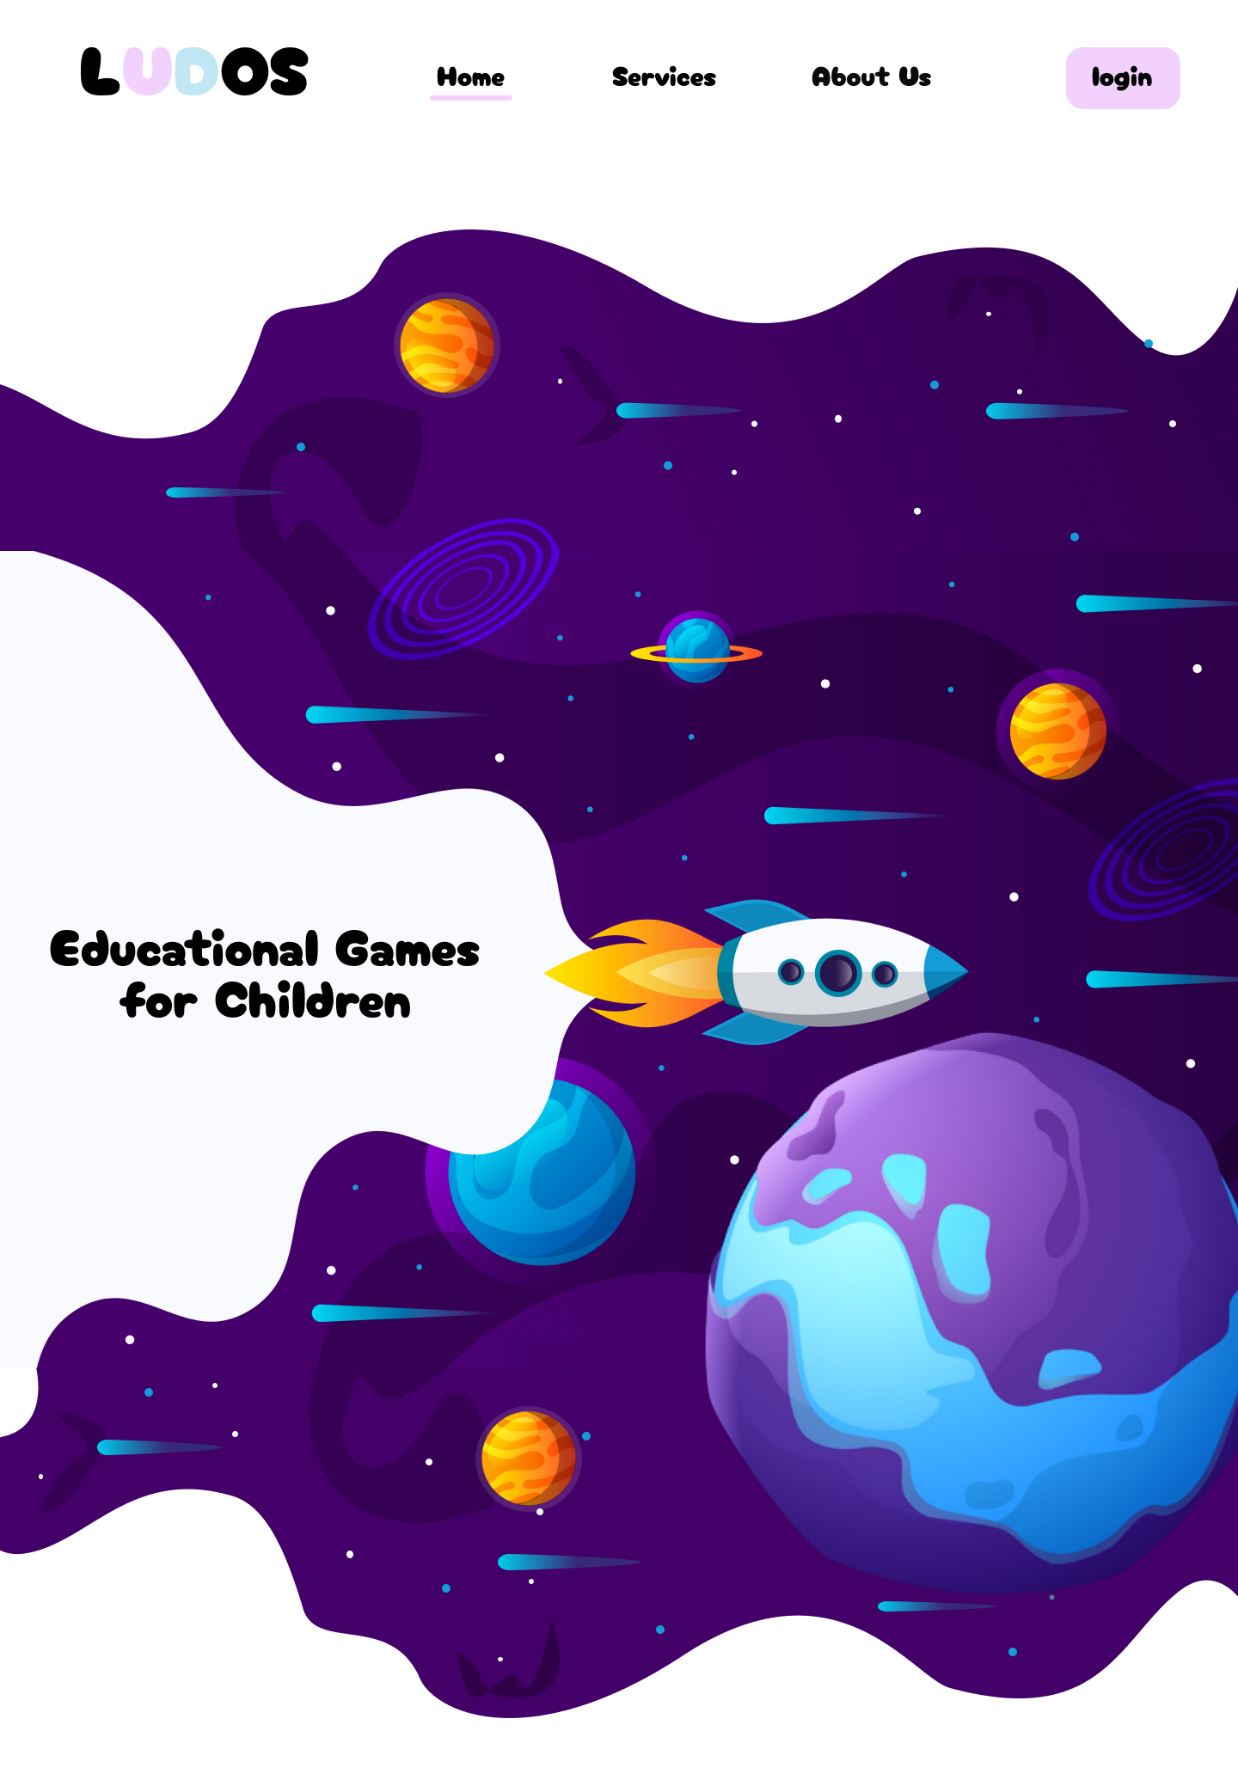 LUDOS
Home Services About Us login
Educational Games
for Children